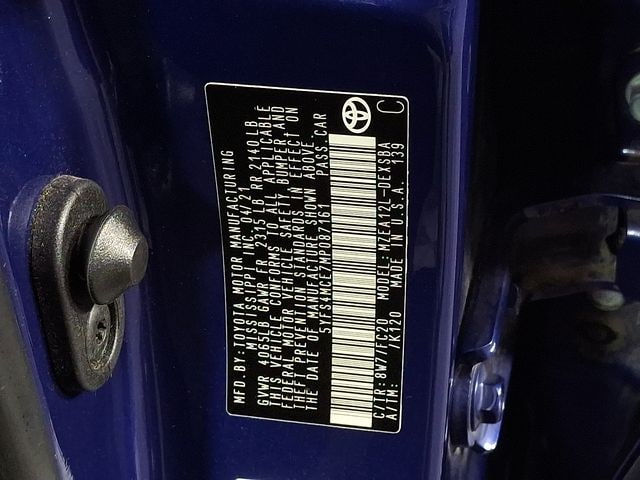 MFD.BY: TOYOTA MOTOR MANUFACTURING
MISSISSIPPI INC. 04/21
GVWR 4065LB GAWR FR 2315 LB RR 2140 LB
THIS VEHICLE CONFORMS TO ALL APPLICABLE
FEDERAL MOTOR VEHICLE SAFETY BUMPER, AND
THEFT PREVENTION STANDARDS IN EFFECT ON
THE DATE OF MANUFACTURE SHOWN ABOVE.
5YFS4MCE7MP087161 PASS.CAR
C/TR: 8W7/FC20 MODEL: MZEA12L-DEXSBA
A/TM: /K120 MADE IN U.S.A. 139
C